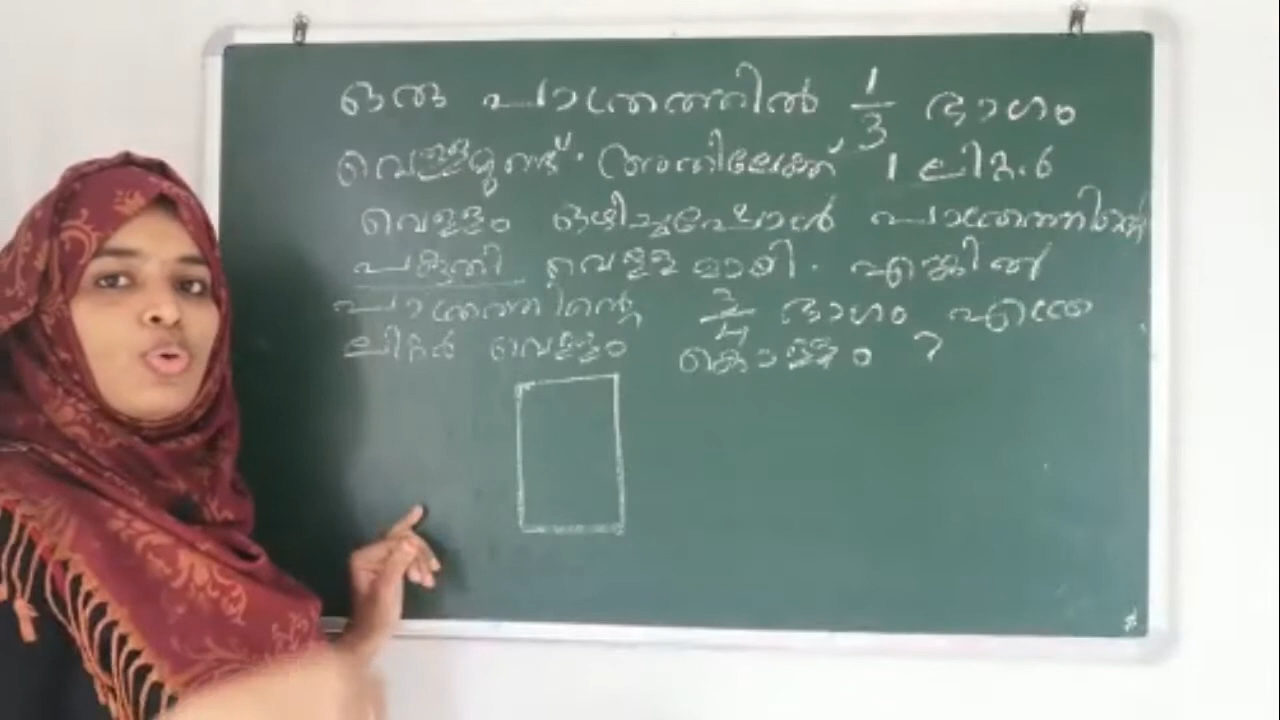 ഒരു പാത്രത്തിൽ 1/3 ഭാഗം
വെള്ളമുണ്ട്. അതിലേക്ക് 1 ലിറ്റർ
വെള്ളം ഒഴിച്ചപ്പോൾ പാത്രത്തിന്റെ
പകുതി വെള്ളമായി. എങ്കിൽ
പാത്രത്തിന്റെ 3/4 ഭാഗം എത്ര
ലിറ്റർ വെള്ളം കൊള്ളും ?